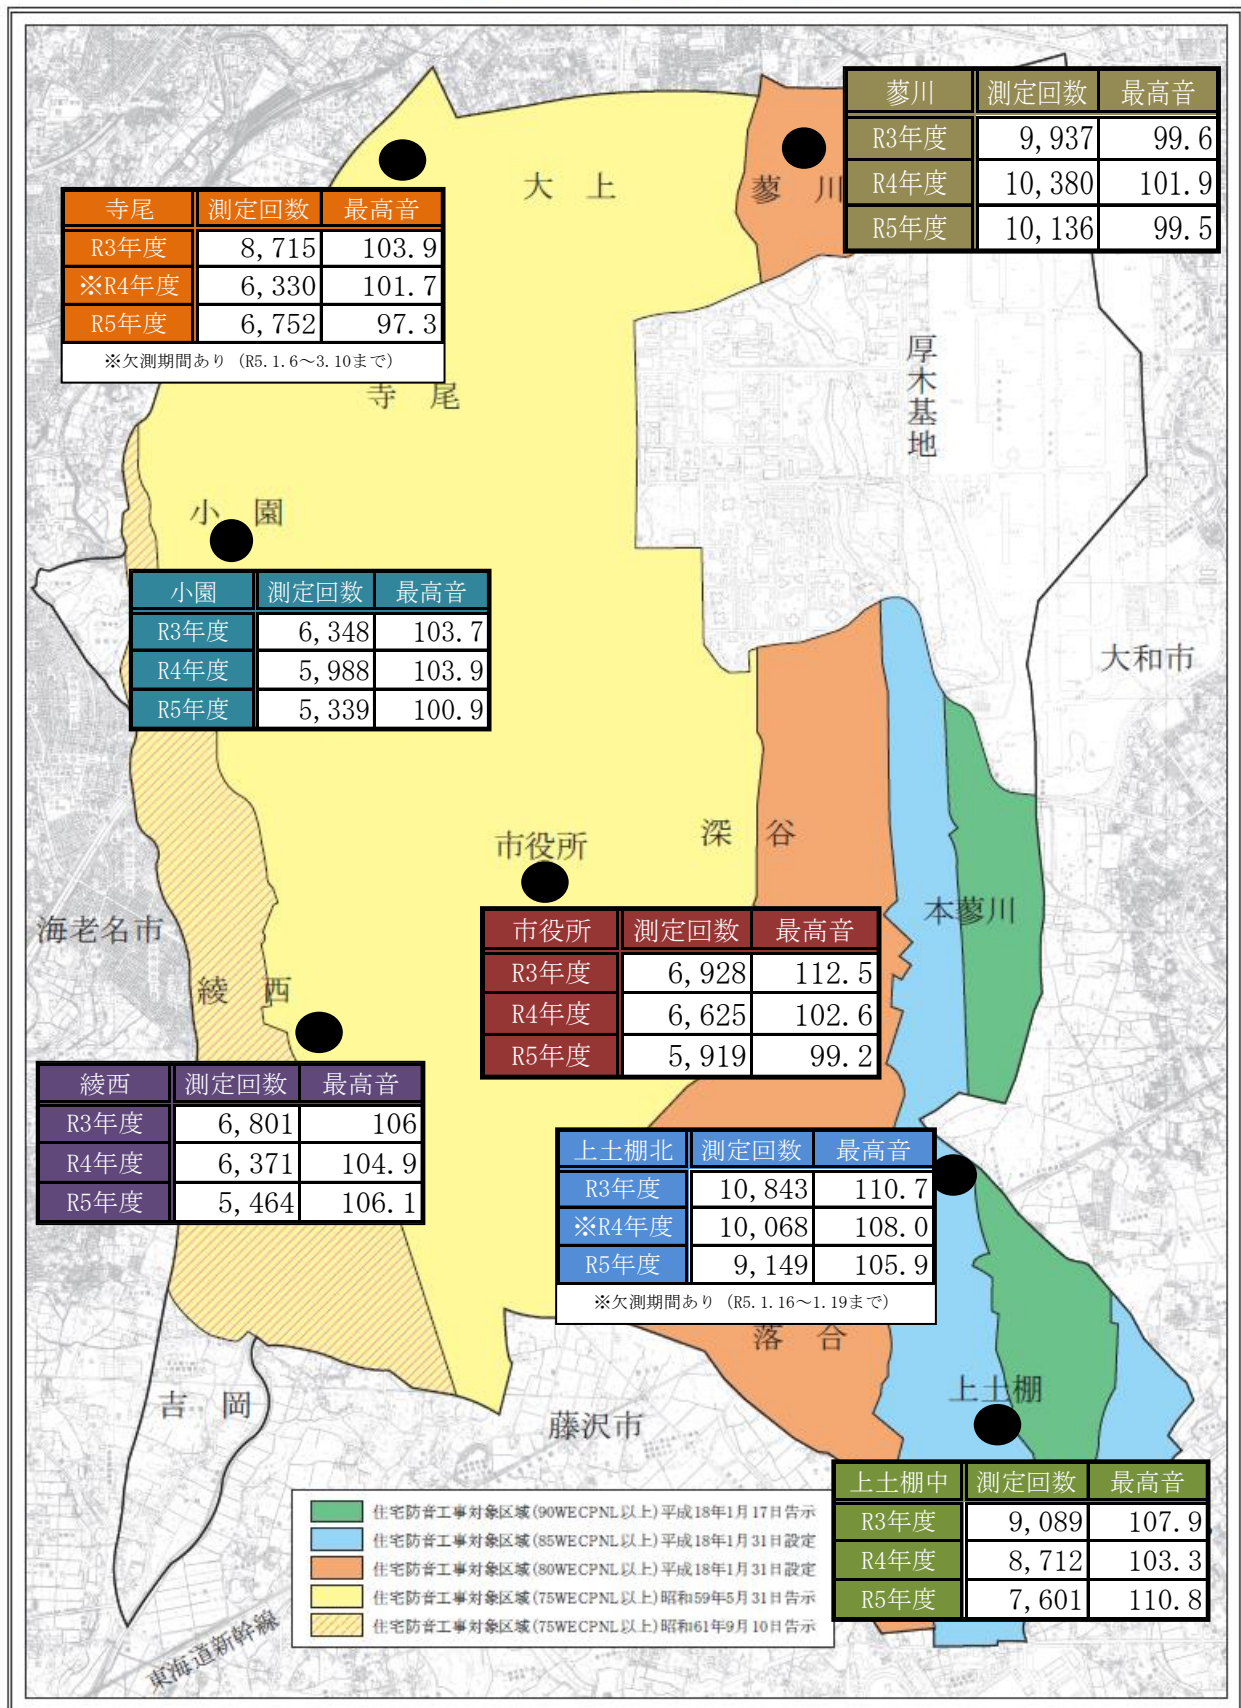 蓼川 測定回数 最高音
R3年度 9,937 99.6
R4年度 10,380 101.9
R5年度 10,136 99.5
大上
蓼川
寺尾 測定回数 最高音
R3年度 8,715 103.9
※R4年度 6,330 101.7
R5年度 6,752 97.3
※欠測期間あり（R5.1.6～3.10まで）
寺尾
厚木基地
小園
小園 測定回数 最高音
R3年度 6,348 103.7
R4年度 5,988 103.9
R5年度 5,339 100.9
大和市
深谷
市役所
本蓼川
海老名市
市役所 測定回数 最高音
R3年度 6,928 112.5
R4年度 6,625 102.6
R5年度 5,919 99.2
綾西
綾西 測定回数 最高音
R3年度 6,801 106
R4年度 6,371 104.9
R5年度 5,464 106.1
上土棚北 測定回数 最高音
R3年度 10,843 110.7
※R4年度 10,068 108.0
R5年度 9,149 105.9
※欠測期間あり（R5.1.16～1.19まで）
落合
上土棚
吉岡
藤沢市
上土棚中 測定回数 最高音
R3年度 9,089 107.9
R4年度 8,712 103.3
R5年度 7,601 110.8
住宅防音工事対象区域(90WECPNL以上)平成18年1月17日告示
住宅防音工事対象区域(85WECPNL以上)平成18年1月31日設定
住宅防音工事対象区域(80WECPNL以上)平成18年1月31日設定
住宅防音工事対象区域(75WECPNL以上)昭和59年5月31日告示
住宅防音工事対象区域(75WECPNL以上)昭和61年9月10日告示
東海道新幹線